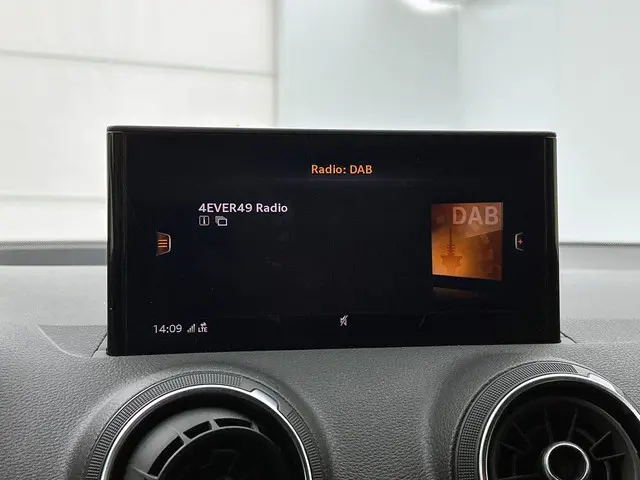 Radio: DAB
4EVER49 Radio
DAB
14:09 LTE